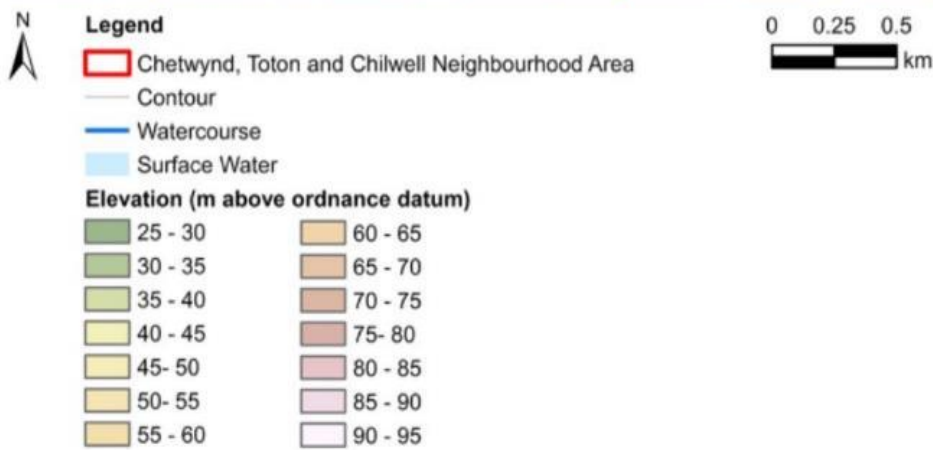 N
Legend
Chetwynd, Toton and Chilwell Neighbourhood Area
Contour
Watercourse
Surface Water
0 0.25 0.5
km
Elevation (m above ordnance datum)
25 - 30
30 - 35
35 - 40
40 - 45
45- 50
50- 55
55 - 60
60 - 65
65 - 70
70 - 75
75- 80
80 - 85
85 - 90
90 - 95